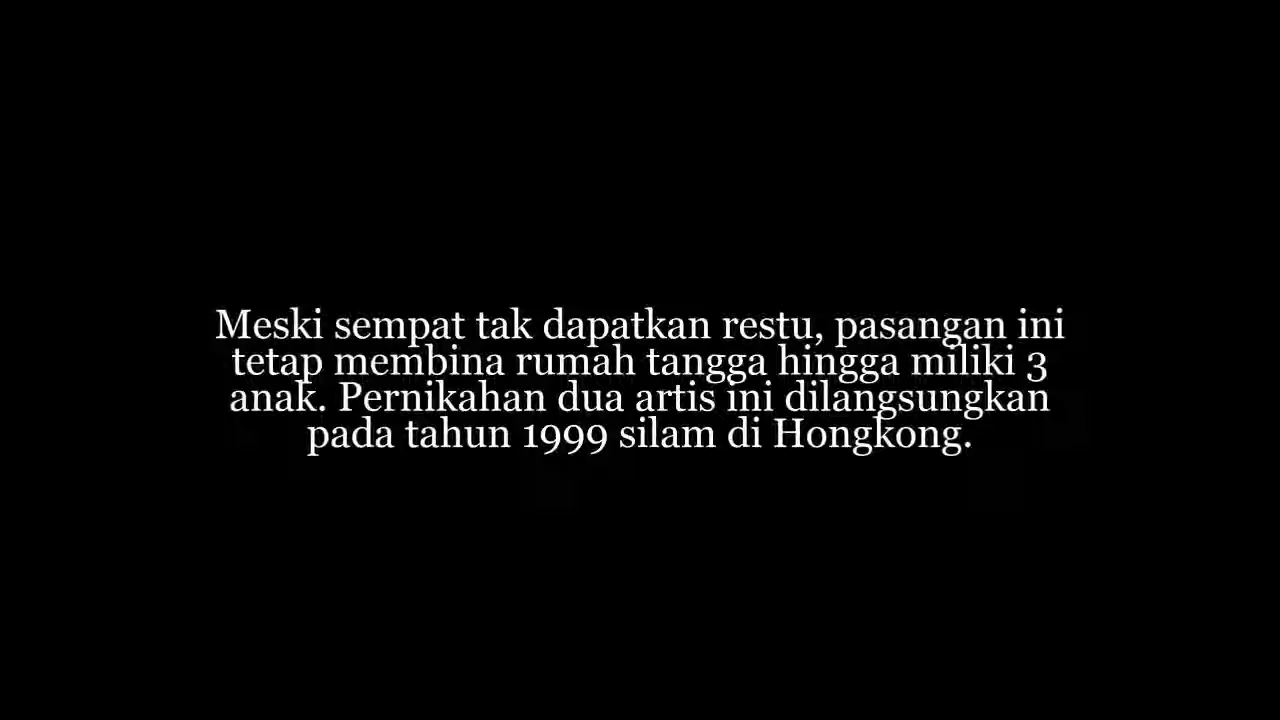 Meski sempat tak dapatkan restu, pasangan ini
tetap membina rumah tangga hingga miliki 3
anak. Pernikahan dua artis ini dilangsungkan
pada tahun 1999 silam di Hongkong.